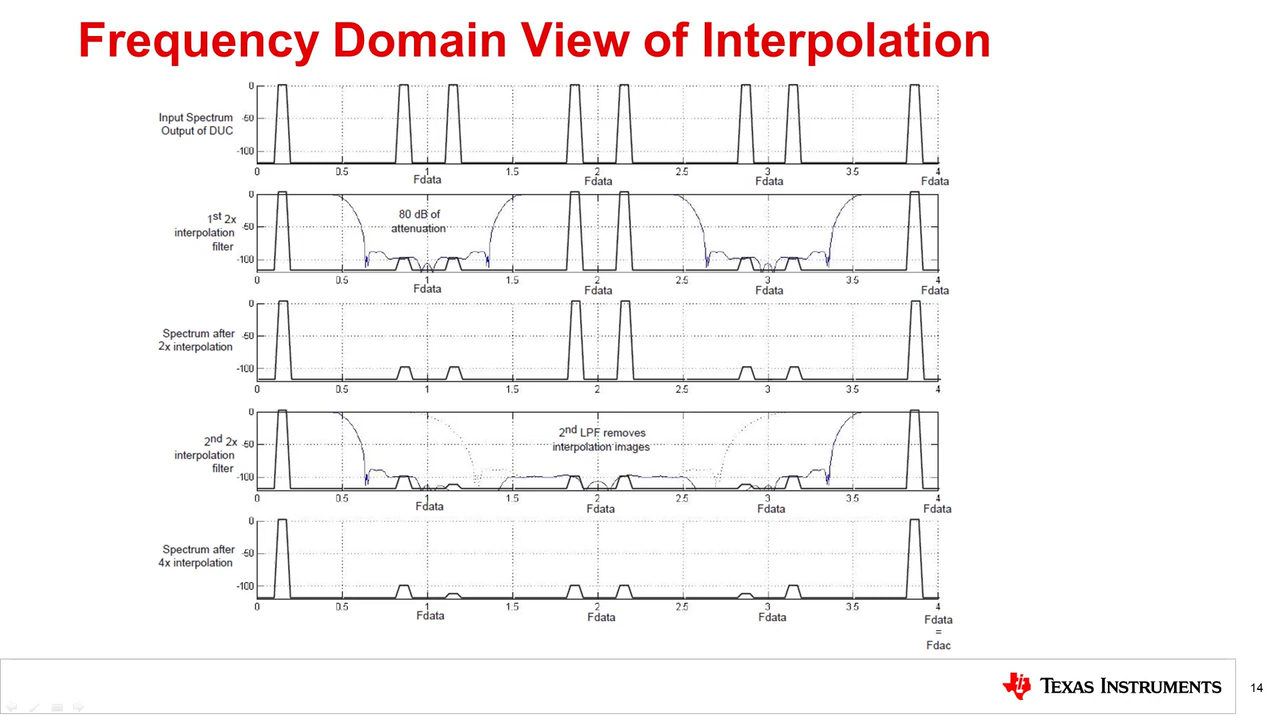 Frequency Domain View of Interpolation
Input Spectrum
Output of DUC
0
-50
-100
0 0.5 1 1.5 2 2.5 3 3.5 4
Fdata Fdata Fdata Fdata
1st 2x
interpolation
filter
80 dB of
attenuation
0
-50
-100
0 0.5 1 1.5 2 2.5 3 3.5 4
Fdata Fdata Fdata Fdata
Spectrum after
2x interpolation
0
-50
-100
0 0.5 1 1.5 2 2.5 3 3.5 4
2nd 2x
interpolation
filter
2nd LPF removes
interpolation images
0
-50
-100
0 0.5 1 1.5 2 2.5 3 3.5 4
Fdata Fdata Fdata Fdata
Spectrum after
4x interpolation
0
-50
-100
0 0.5 1 1.5 2 2.5 3 3.5 4
Fdata Fdata Fdata Fdata
=
Fdac
TEXAS INSTRUMENTS
14